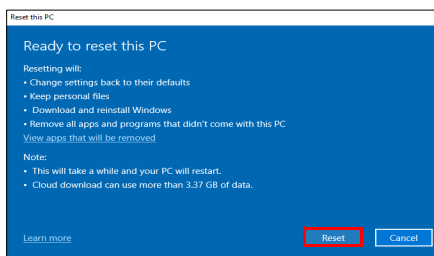 Reset this PC
Ready to reset this PC
Resetting will:
• Change settings back to their defaults
• Keep personal files
• Download and reinstall Windows
• Remove all apps and programs that didn't come with this PC
View apps that will be removed
Note:
• This will take a while and your PC will restart.
• Cloud download can use more than 3.37 GB of data.
Learn more
Reset
Cancel